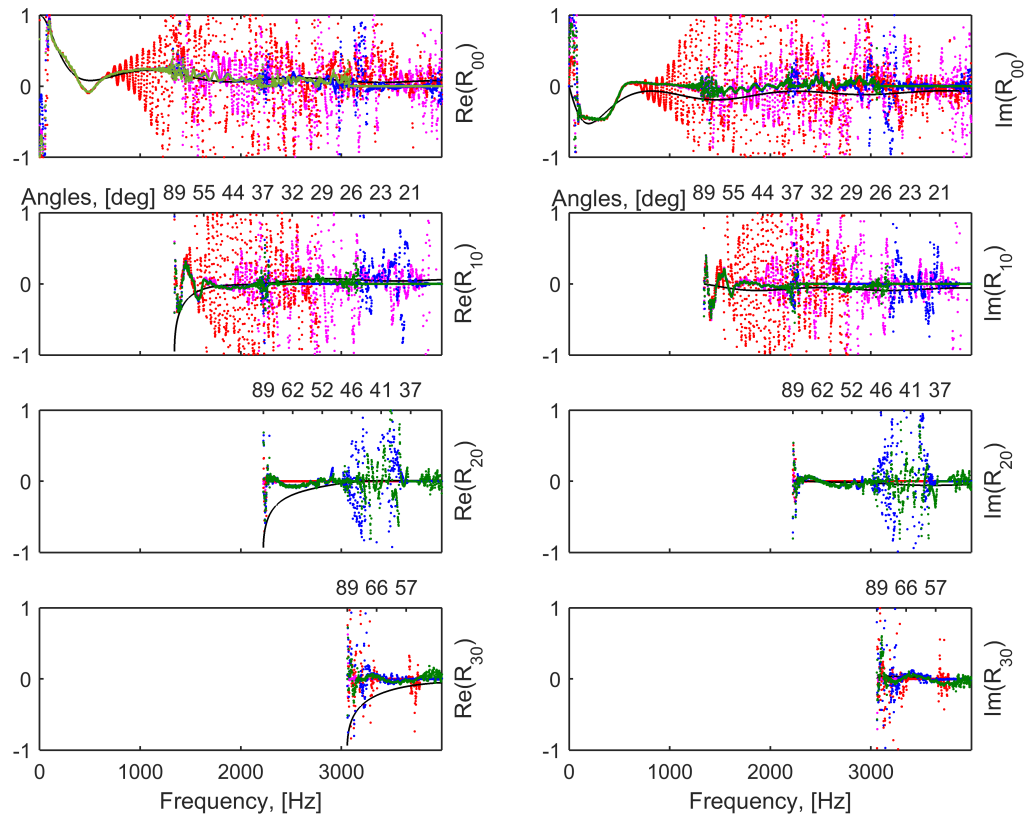 1
0
-1
Re(R00)
1
0
-1
Im(R00)
Angles, [deg] 89 55 44 37 32 29 26 23 21
1
0
-1
Re(R10)
Angles, [deg] 89 55 44 37 32 29 26 23 21
1
0
-1
Im(R10)
89 62 52 46 41 37
1
0
-1
Re(R20)
89 62 52 46 41 37
1
0
-1
Im(R20)
89 66 57
1
0
-1
Re(R30)
0 1000 2000 3000
Frequency, [Hz]
89 66 57
1
0
-1
Im(R30)
0 1000 2000 3000
Frequency, [Hz]